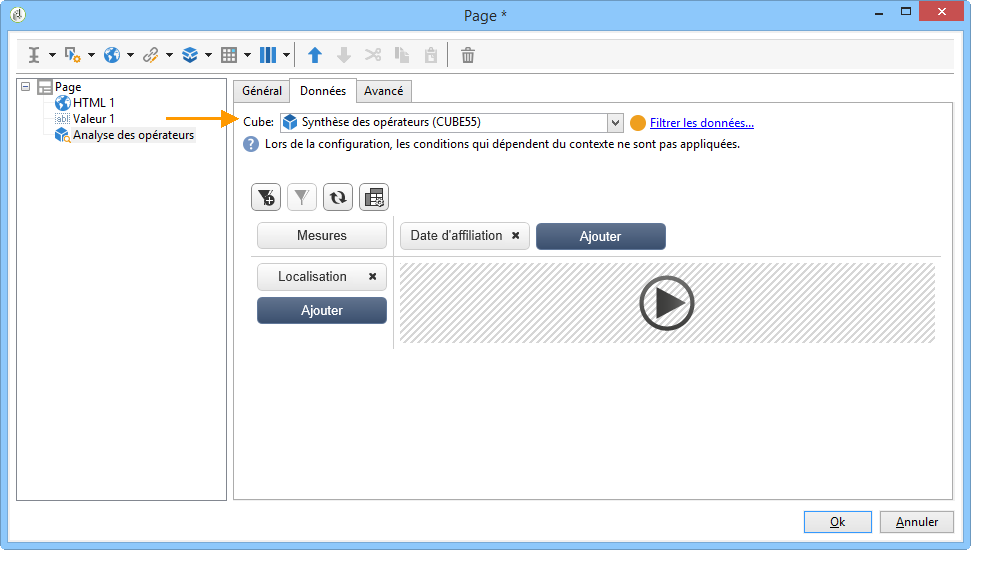 Page *
Page
HTML 1
abl Valeur 1
Analyse des opérateurs
Général Données Avancé
Cube: Synthèse des opérateurs (CUBE55) Filtrer les données...
? Lors de la configuration, les conditions qui dépendent du contexte ne sont pas appliquées.
Mesures Date d'affiliation Ajouter
Localisation
Ajouter
Ok Annuler